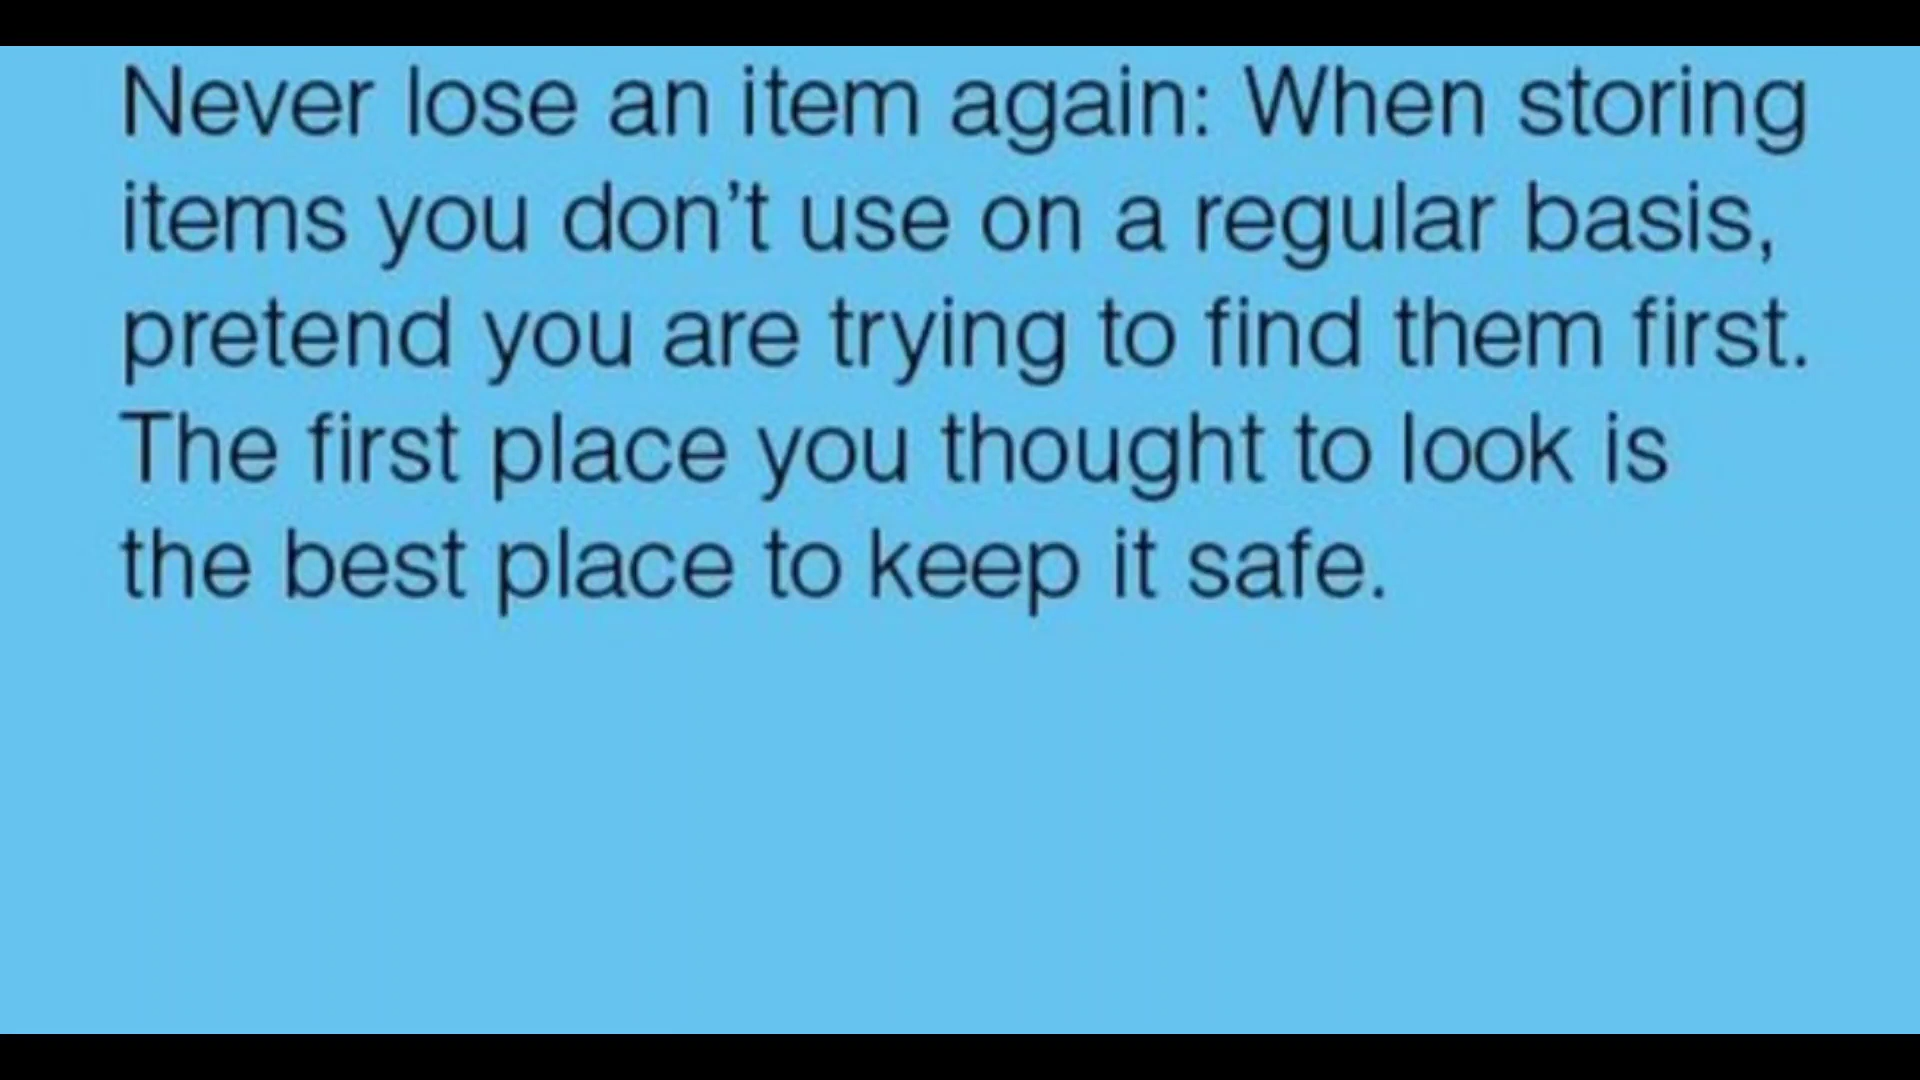 Never lose an item again: When storing
items you don’t use on a regular basis,
pretend you are trying to find them first.
The first place you thought to look is
the best place to keep it safe.